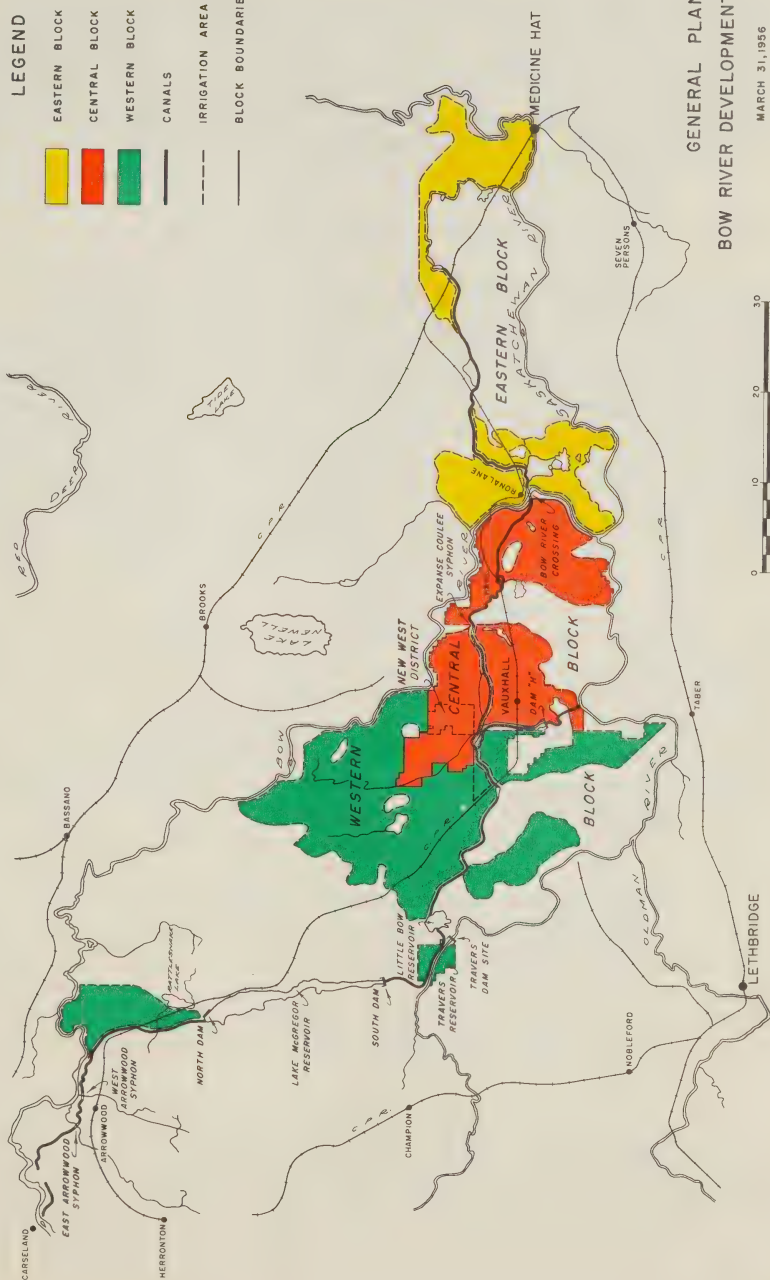 LEGEND
EASTERN BLOCK
CENTRAL BLOCK
WESTERN BLOCK
CANALS
IRRIGATION AREA
BLOCK BOUNDARIE
GENERAL PLAN
BOW RIVER DEVELOPMENT
MARCH 31, 1956
0 10 20 30
CARSELAND
EAST ARROWWOOD
SYPHON
WEST
ARROWWOOD
SYPHON
ARROWWOOD
HERRONTON
RATTLESNAKE
LAKE
NORTH DAM
LAKE McGREGOR
RESERVOIR
SOUTH DAM
LITTLE BOW
RESERVOIR
TRAVERS
RESERVOIR
TRAVERS
DAM SITE
CHAMPION
C.P.R.
NOBLEFORD
LETHBRIDGE
OLDMAN
RIVER
BASSANO
BOW
RIVER
WESTERN
BLOCK
C.P.R.
BROOKS
C.P.R.
LAKE
NEWELL
NEW WEST
DISTRICT
CENTRAL
BLOCK
VAUXHALL
DAM "H"
EXPANSE COULEE
SYPHON
BOW RIVER
CROSSING
RONALANE
TABER
C.P.R.
RED
DEER
RIVER
TIDE
LAKE
EASTERN
BLOCK
SASKATCHEWAN
RIVER
SEVEN
PERSONS
MEDICINE HAT